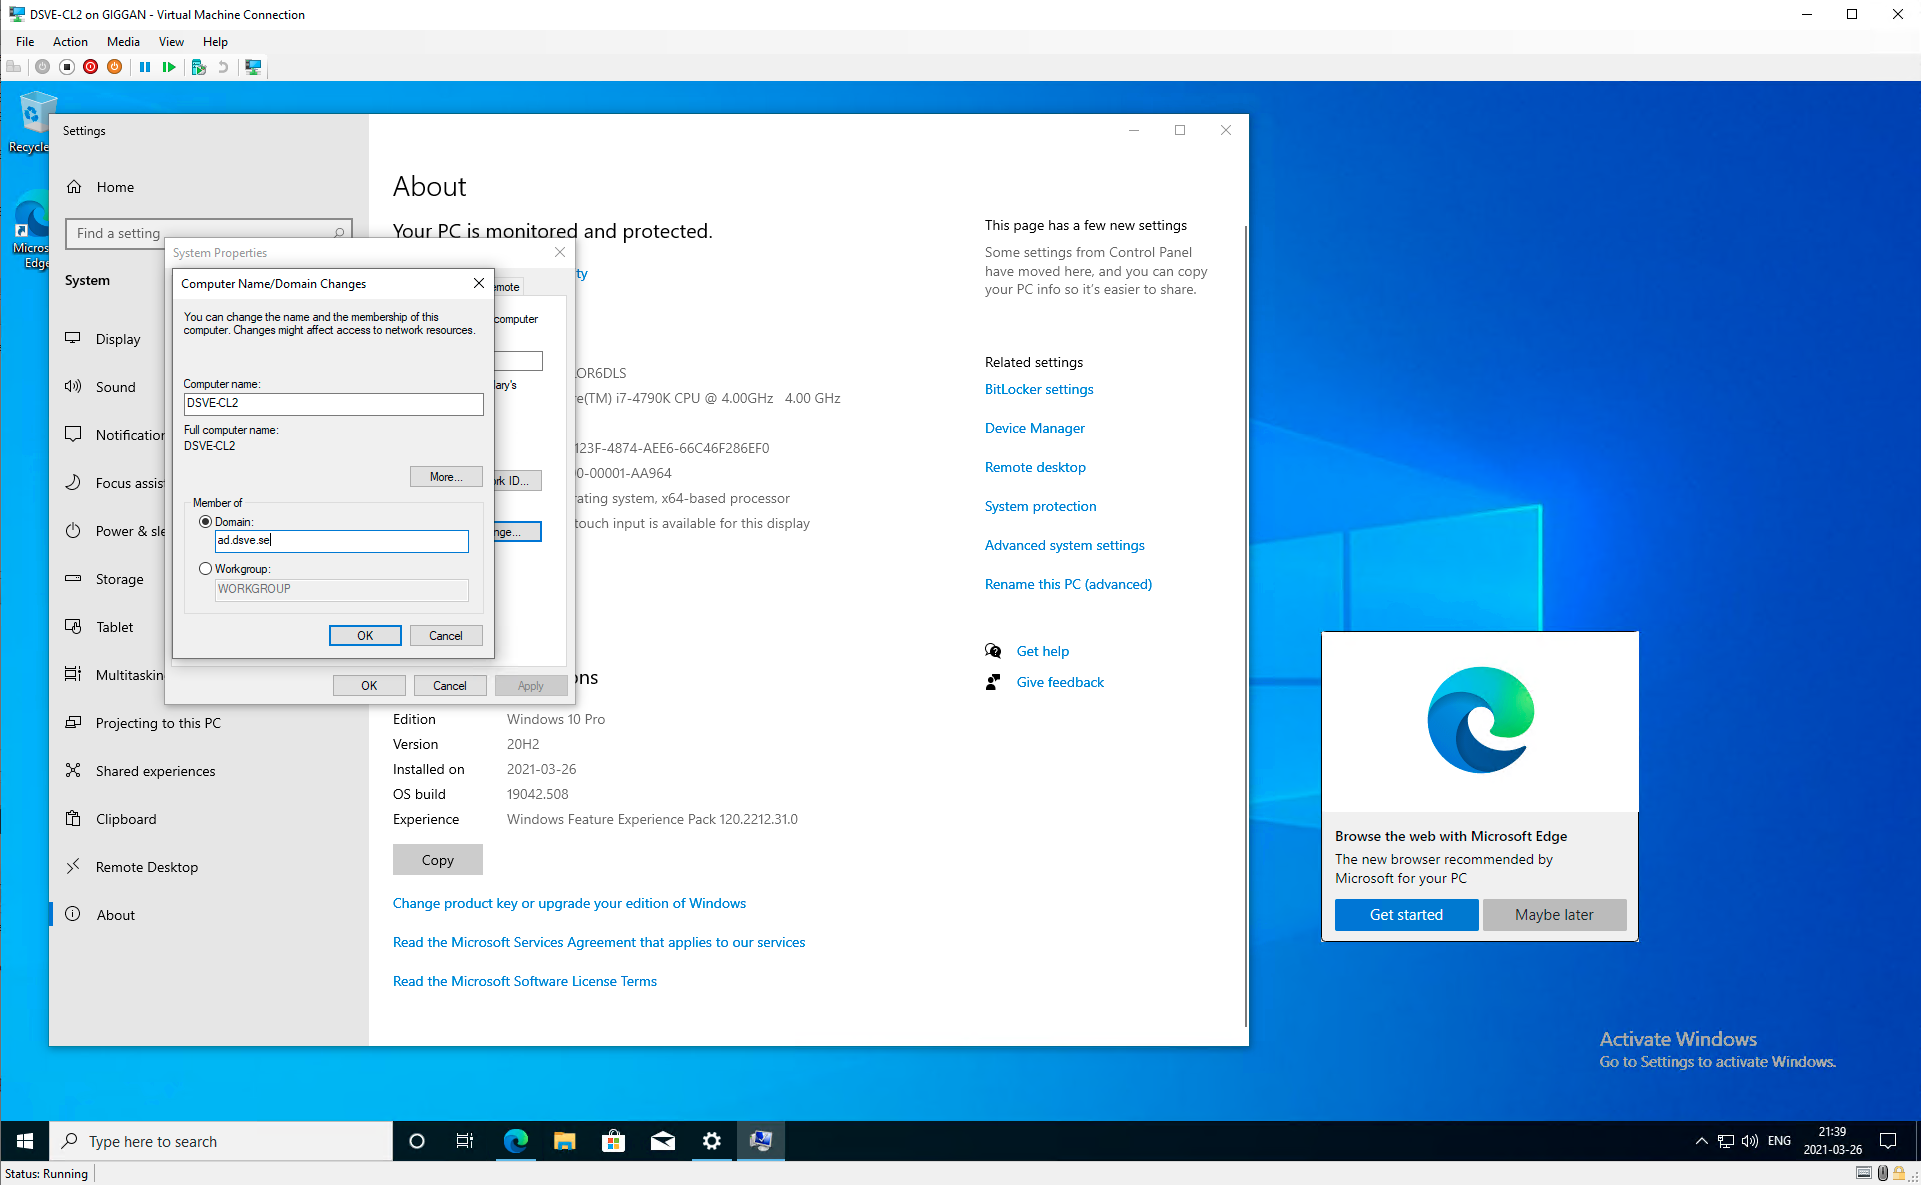 DSVE-CL2 on GIGGAN - Virtual Machine Connection
File Action Media View Help
Recycle
Micros
Edge
Settings
Home
Find a setting
System
Display
Sound
Notification
Focus assis
Power & sle
Storage
Tablet
Multitaskin
Projecting to this PC
Shared experiences
Clipboard
Remote Desktop
About
System Properties
emote
computer
ary's
rk ID...
nge...
OK Cancel Apply
Computer Name/Domain Changes
You can change the name and the membership of this
computer. Changes might affect access to network resources.
Computer name:
DSVE-CL2
Full computer name:
DSVE-CL2
More...
Member of
Domain:
ad.dsve.se
Workgroup:
WORKGROUP
OK Cancel
About
Your PC is monitored and protected.
ty
OR6DLS
e(TM) i7-4790K CPU @ 4.00GHz 4.00 GHz
123F-4874-AEE6-66C46F286EF0
0-00001-AA964
rating system, x64-based processor
touch input is available for this display
ons
Edition Windows 10 Pro
Version 20H2
Installed on 2021-03-26
OS build 19042.508
Experience Windows Feature Experience Pack 120.2212.31.0
Copy
Change product key or upgrade your edition of Windows
Read the Microsoft Services Agreement that applies to our services
Read the Microsoft Software License Terms
This page has a few new settings
Some settings from Control Panel
have moved here, and you can copy
your PC info so it's easier to share.
Related settings
BitLocker settings
Device Manager
Remote desktop
System protection
Advanced system settings
Rename this PC (advanced)
Get help
Give feedback
Browse the web with Microsoft Edge
The new browser recommended by
Microsoft for your PC
Get started Maybe later
Activate Windows
Go to Settings to activate Windows.
Type here to search
ENG
21:39
2021-03-26
Status: Running